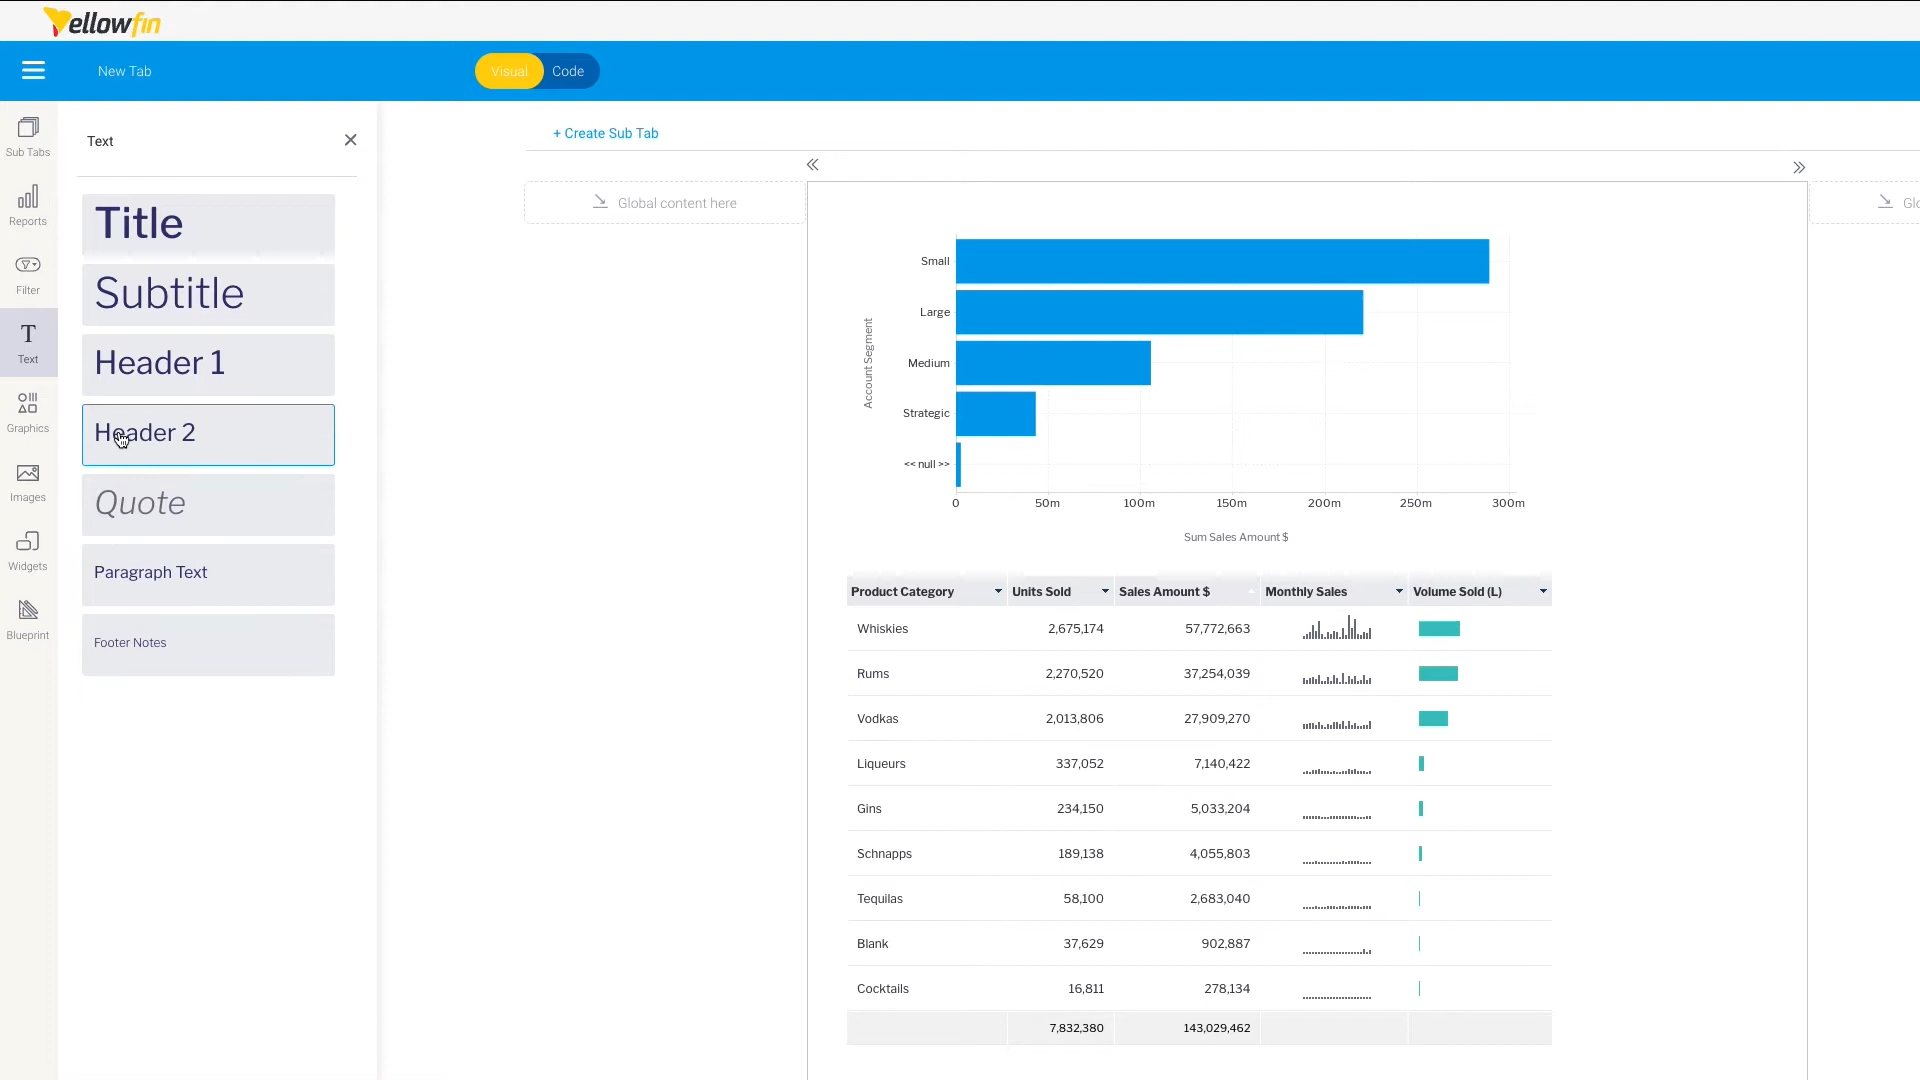 Yellowfin
New Tab
Visual Code
Sub Tabs
Reports
Filter
Text
Graphics
Images
Widgets
Blueprint
Text
Title
Subtitle
Header 1
Header 2
Quote
Paragraph Text
Footer Notes
+ Create Sub Tab
Global content here
Glo
Account Segment
Small
Large
Medium
Strategic
<< null >>
0 50m 100m 150m 200m 250m 300m
Sum Sales Amount $
Product Category Units Sold Sales Amount $ Monthly Sales Volume Sold (L)
Whiskies 2,675,174 57,772,663
Rums 2,270,520 37,254,039
Vodkas 2,013,806 27,909,270
Liqueurs 337,052 7,140,422
Gins 234,150 5,033,204
Schnapps 189,138 4,055,803
Tequilas 58,100 2,683,040
Blank 37,629 902,887
Cocktails 16,811 278,134
7,832,380 143,029,462